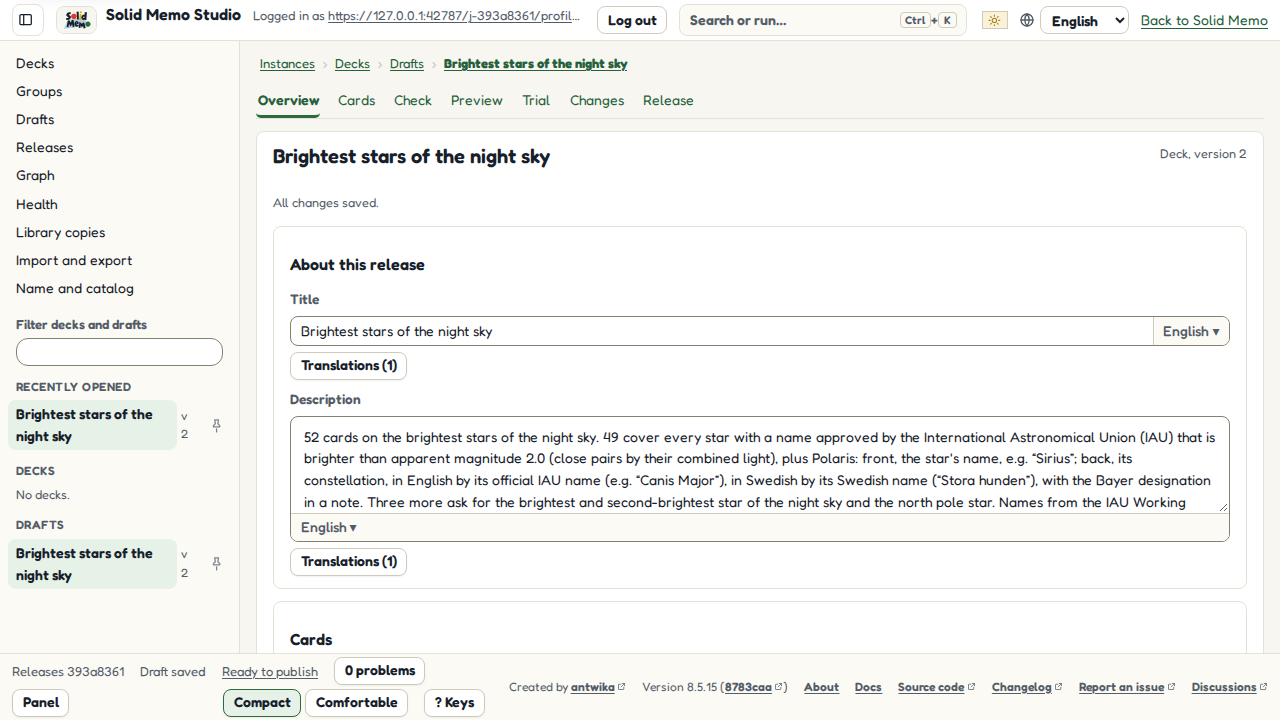 Solid Memo
Solid Memo Studio
Logged in as https://127.0.0.1:42787/j-393a8361/profil…
Log out
Search or run...
Ctrl+K
English
Back to Solid Memo
Decks
Groups
Drafts
Releases
Graph
Health
Library copies
Import and export
Name and catalog
Filter decks and drafts
RECENTLY OPENED
Brightest stars of the night sky
v 2
DECKS
No decks.
DRAFTS
Brightest stars of the night sky
v 2
Instances › Decks › Drafts › Brightest stars of the night sky
Overview Cards Check Preview Trial Changes Release
Brightest stars of the night sky
Deck, version 2
All changes saved.
About this release
Title
Brightest stars of the night sky
English ▾
Translations (1)
Description
52 cards on the brightest stars of the night sky. 49 cover every star with a name approved by the International Astronomical Union (IAU) that is
brighter than apparent magnitude 2.0 (close pairs by their combined light), plus Polaris: front, the star's name, e.g. “Sirius”; back, its
constellation, in English by its official IAU name (e.g. “Canis Major”), in Swedish by its Swedish name (“Stora hunden”), with the Bayer designation
in a note. Three more ask for the brightest and second-brightest star of the night sky and the north pole star. Names from the IAU Working
English ▾
Translations (1)
Cards
Releases 393a8361 Draft saved Ready to publish 0 problems
Panel Compact Comfortable ? Keys
Created by antwika Version 8.5.15 (8783caa) About Docs Source code Changelog Report an issue Discussions